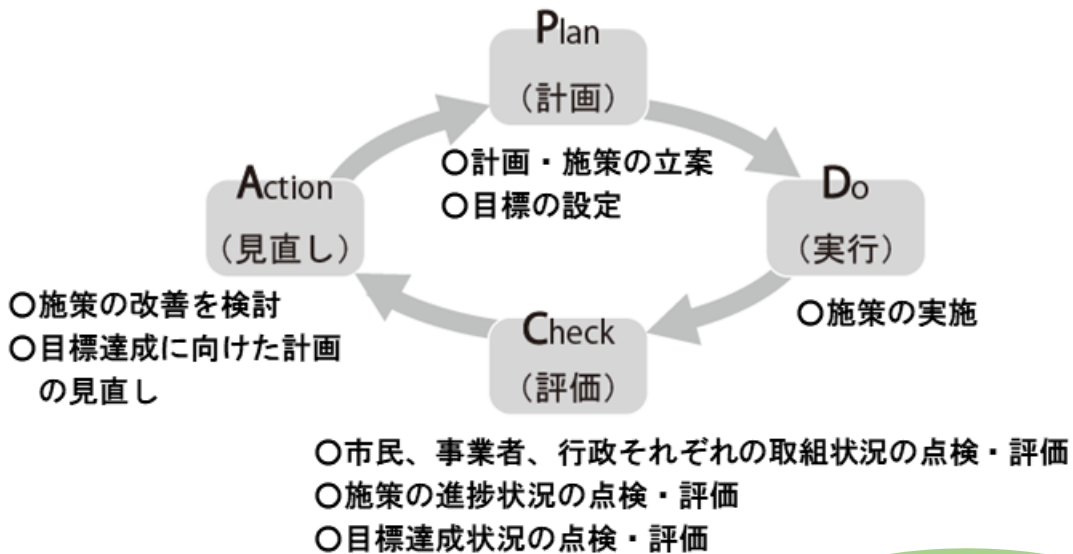 Plan
（計画）
○計画・施策の立案
○目標の設定
Do
（実行）
○施策の実施
Check
（評価）
○市民、事業者、行政それぞれの取組状況の点検・評価
○施策の進捗状況の点検・評価
○目標達成状況の点検・評価
Action
（見直し）
○施策の改善を検討
○目標達成に向けた計画
の見直し